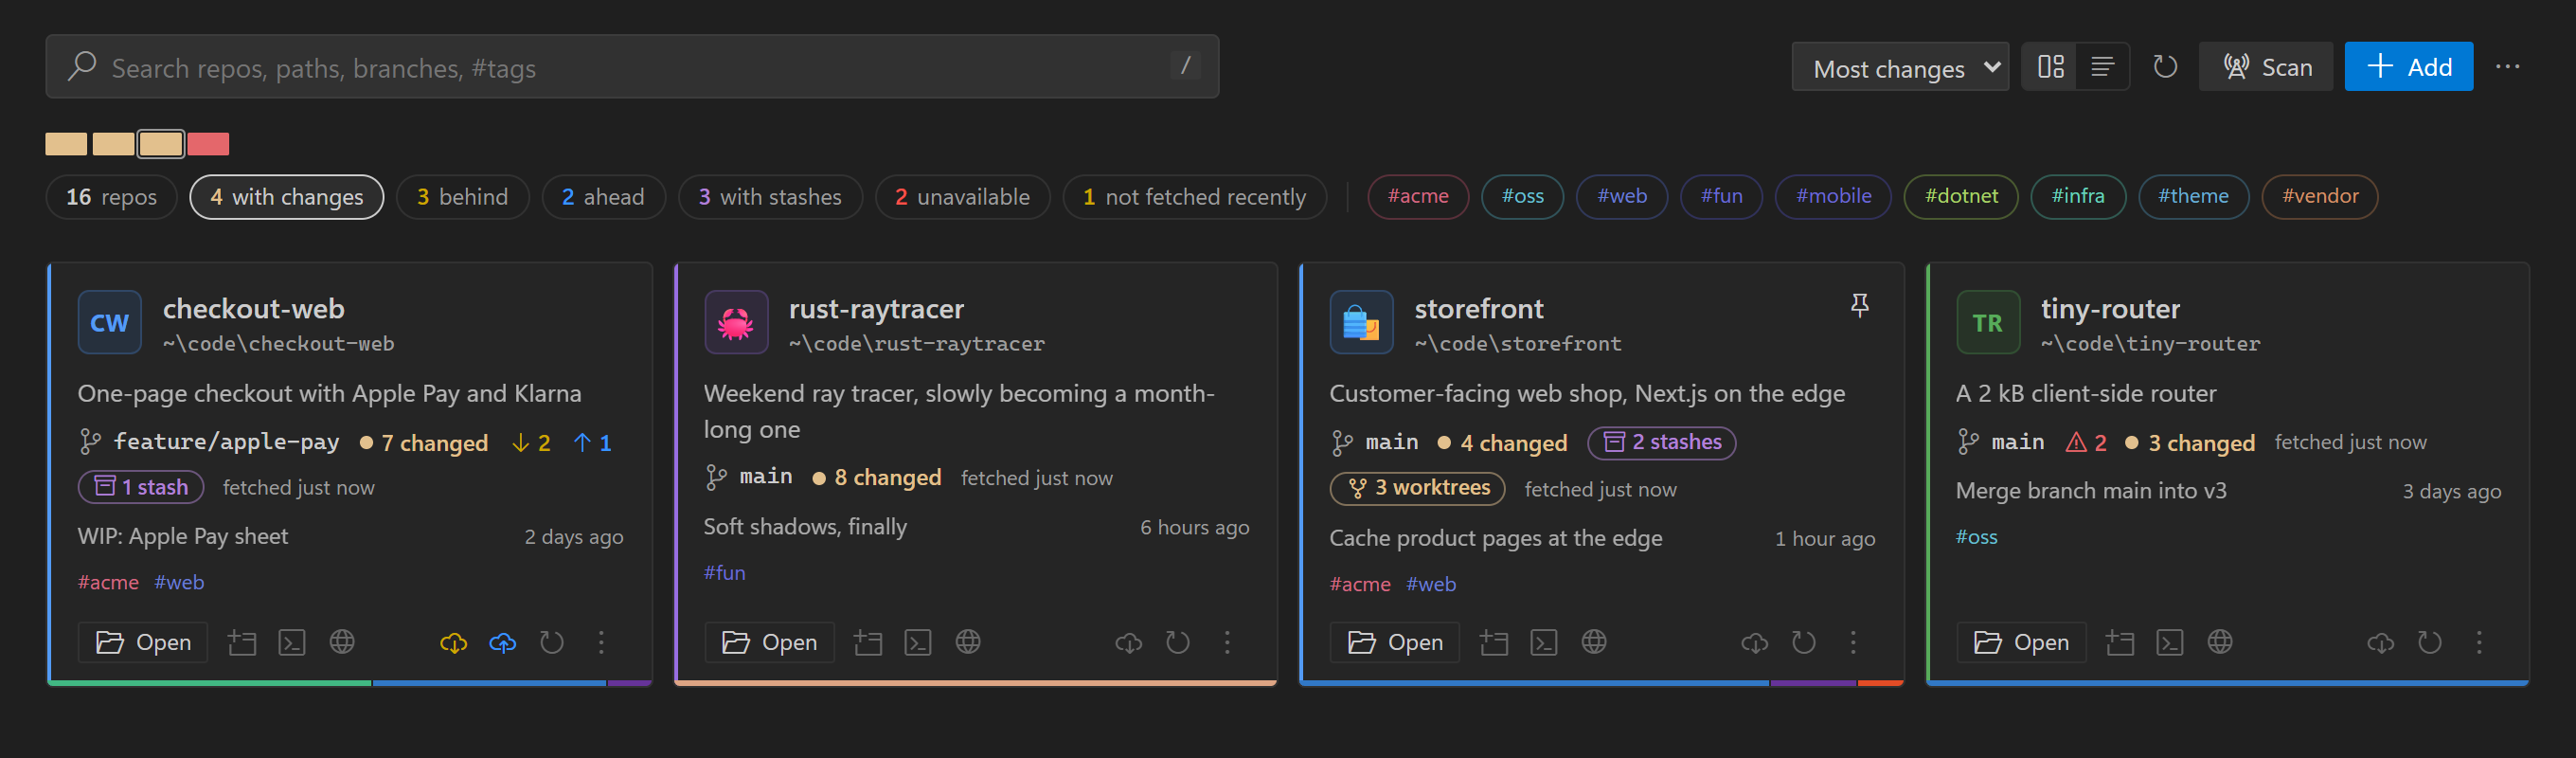 Search repos, paths, branches, #tags /
Most changes
Scan
Add
16 repos
4 with changes
3 behind
2 ahead
3 with stashes
2 unavailable
1 not fetched recently
#acme
#oss
#web
#fun
#mobile
#dotnet
#infra
#theme
#vendor
CW
checkout-web
~\code\checkout-web
One-page checkout with Apple Pay and Klarna
feature/apple-pay 7 changed ↓ 2 ↑ 1
1 stash fetched just now
WIP: Apple Pay sheet 2 days ago
#acme #web
Open
rust-raytracer
~\code\rust-raytracer
Weekend ray tracer, slowly becoming a month-
long one
main 8 changed fetched just now
Soft shadows, finally 6 hours ago
#fun
Open
storefront
~\code\storefront
Customer-facing web shop, Next.js on the edge
main 4 changed 2 stashes
3 worktrees fetched just now
Cache product pages at the edge 1 hour ago
#acme #web
Open
TR
tiny-router
~\code\tiny-router
A 2 kB client-side router
main 2 3 changed fetched just now
Merge branch main into v3 3 days ago
#oss
Open